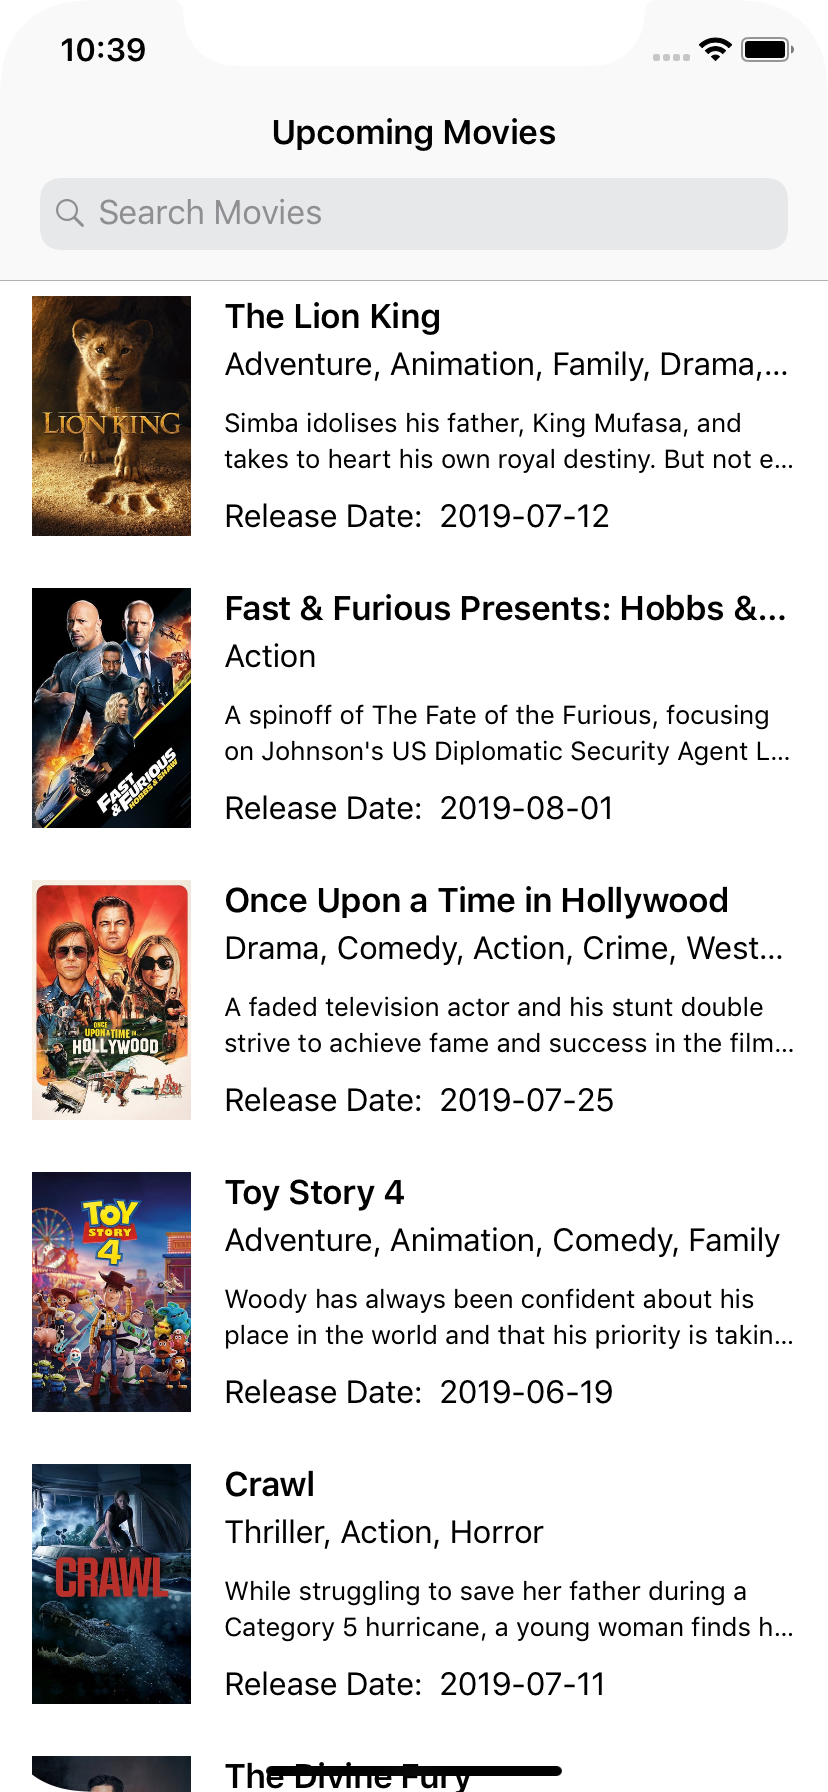 10:39
Upcoming Movies
Search Movies
LION KING
The Lion King
Adventure, Animation, Family, Drama,...
Simba idolises his father, King Mufasa, and
takes to heart his own royal destiny. But not e...
Release Date: 2019-07-12
FAST
&FURIOUS
HOBBS & SHAW
Fast & Furious Presents: Hobbs &...
Action
A spinoff of The Fate of the Furious, focusing
on Johnson's US Diplomatic Security Agent L...
Release Date: 2019-08-01
ONCE
UPON A TIME IN...
HOLLYWOOD
Once Upon a Time in Hollywood
Drama, Comedy, Action, Crime, West...
A faded television actor and his stunt double
strive to achieve fame and success in the film...
Release Date: 2019-07-25
TOY
STORY
4
Toy Story 4
Adventure, Animation, Comedy, Family
Woody has always been confident about his
place in the world and that his priority is takin...
Release Date: 2019-06-19
CRAWL
Crawl
Thriller, Action, Horror
While struggling to save her father during a
Category 5 hurricane, a young woman finds h...
Release Date: 2019-07-11
The Divine Fury